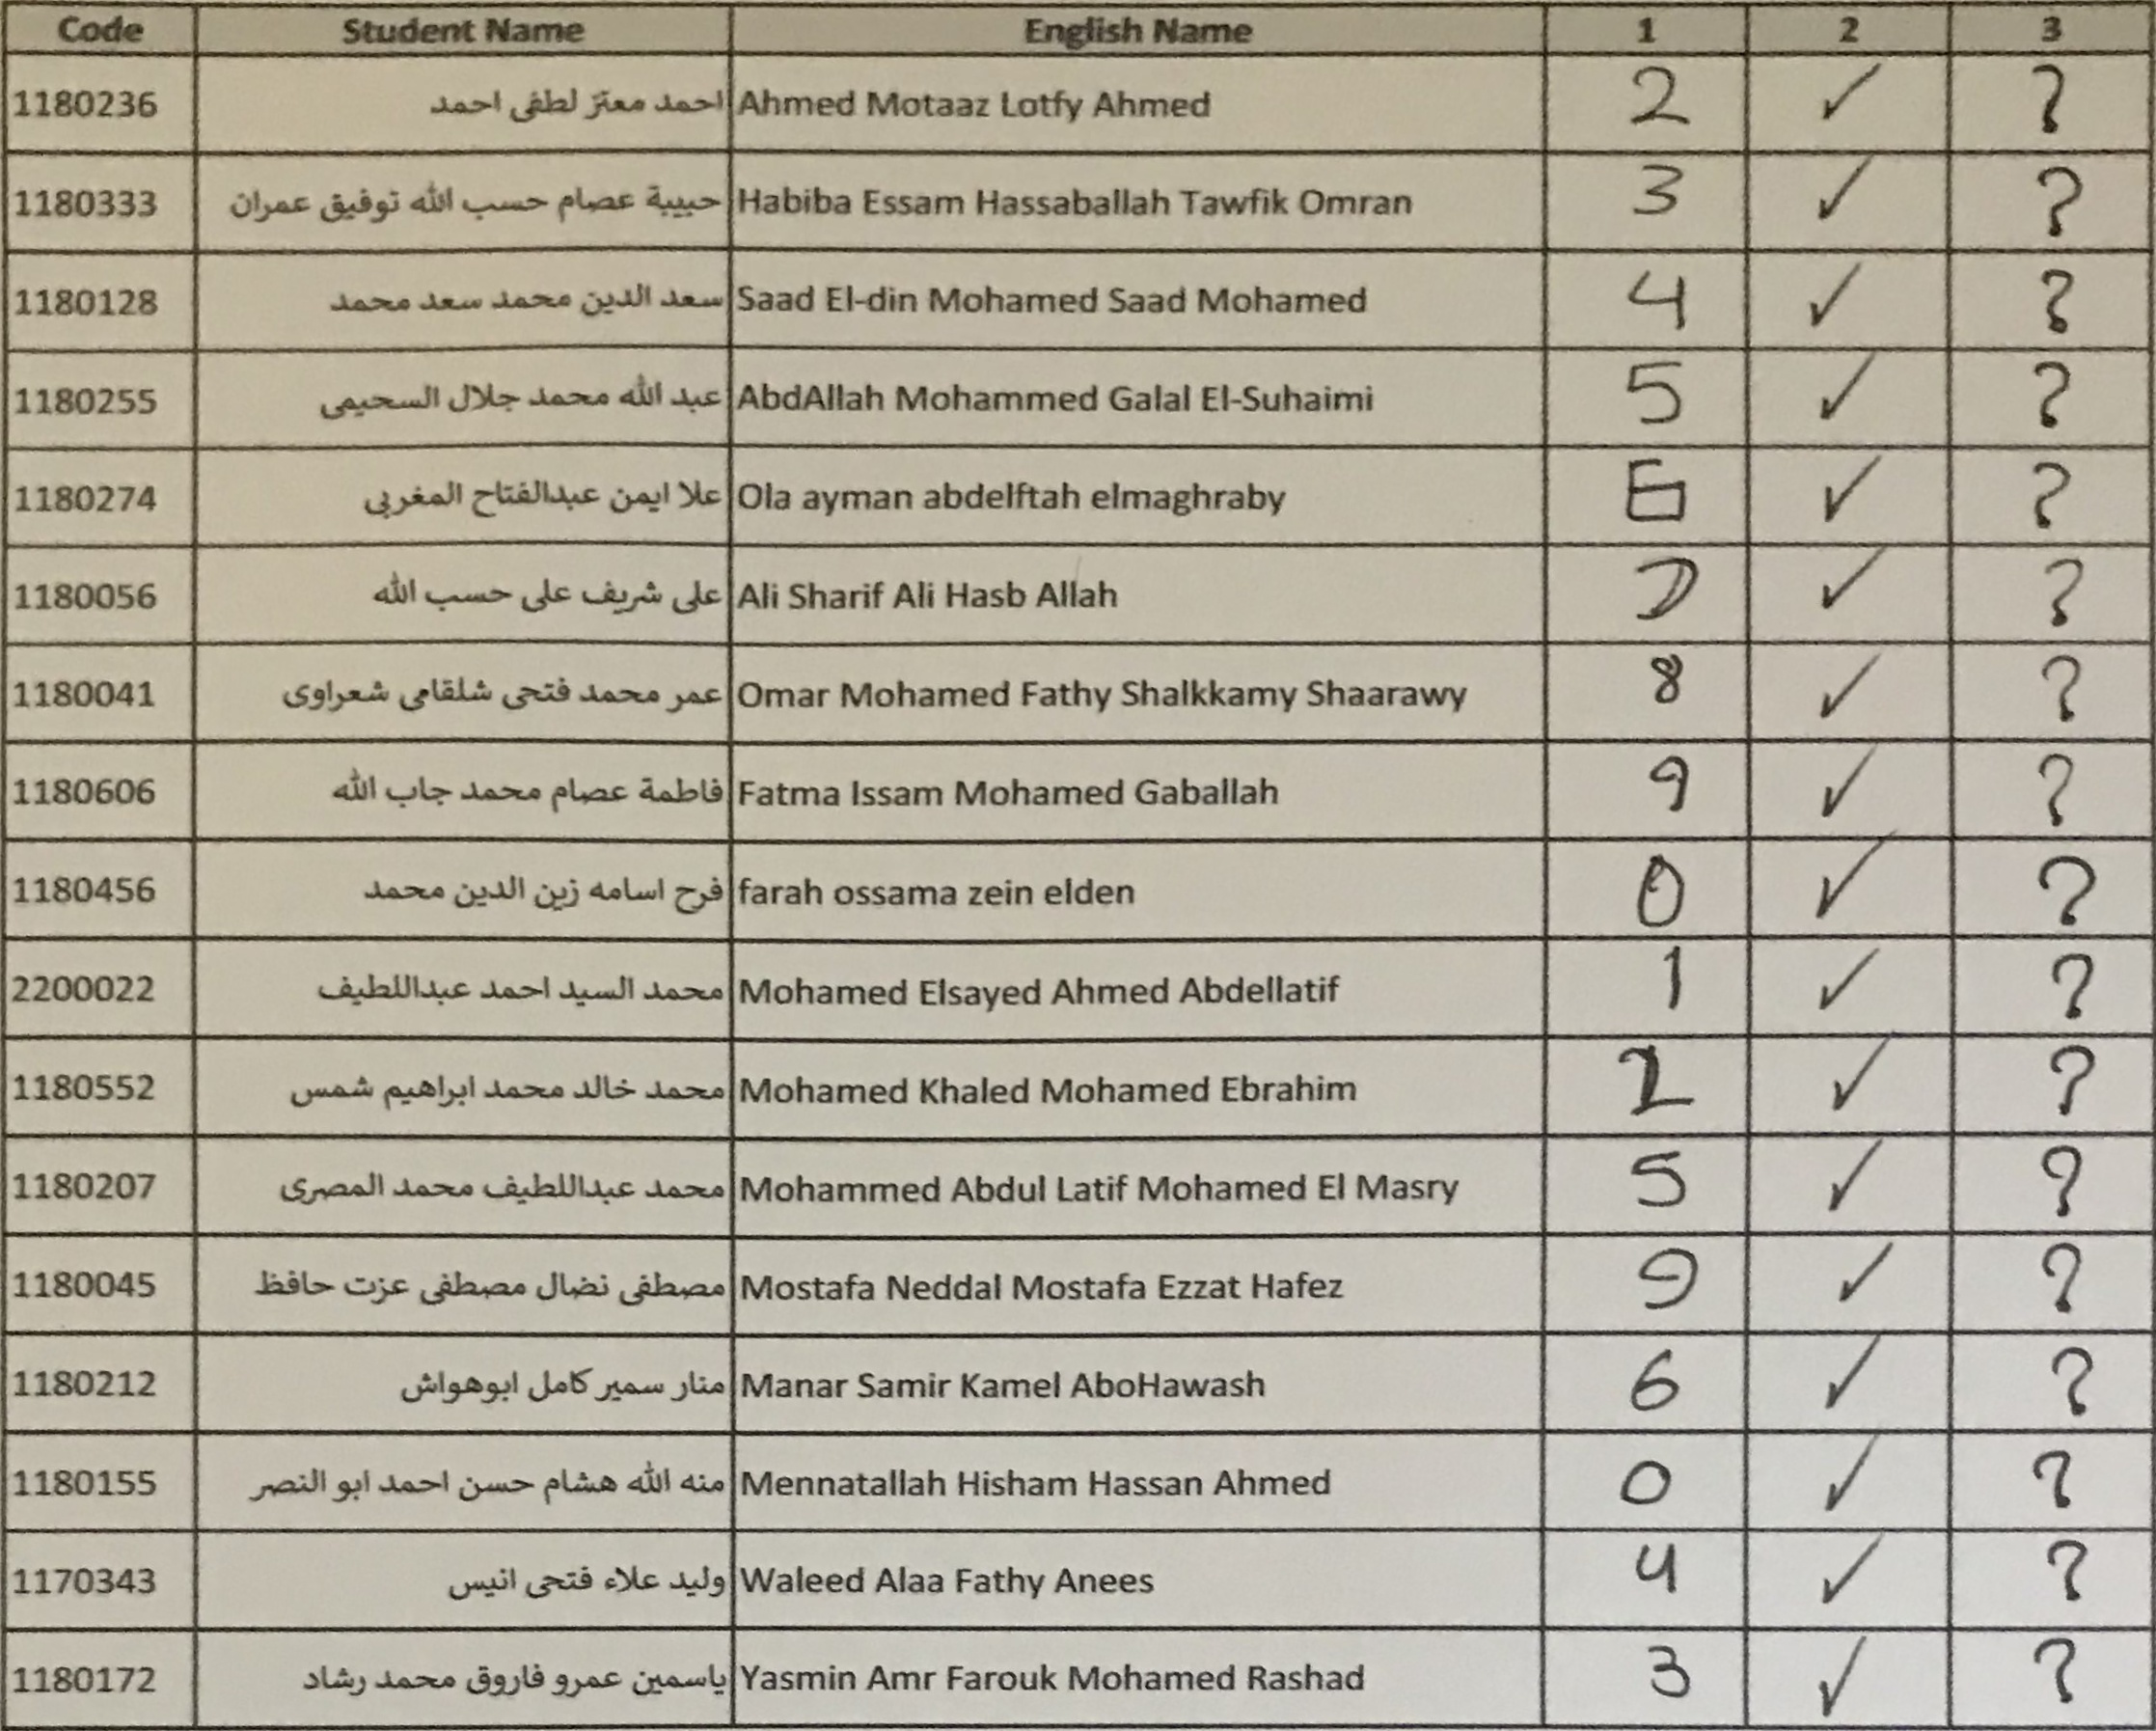 Code Student Name English Name 1 2 3
1180236 احمد معتز لطفى احمد Ahmed Motaaz Lotfy Ahmed 2 ✓ ?
1180333 حبيبة عصام حسب الله توفيق عمران Habiba Essam Hassaballah Tawfik Omran 3 ✓ ?
1180128 سعد الدين محمد سعد محمد Saad El-din Mohamed Saad Mohamed 4 ✓ ?
1180255 عبد الله محمد جلال السحيمى AbdAllah Mohammed Galal El-Suhaimi 5 ✓ ?
1180274 علا ايمن عبدالفتاح المغربى Ola ayman abdelftah elmaghraby 6 ✓ ?
1180056 على شريف على حسب الله Ali Sharif Ali Hasb Allah 7 ✓ ?
1180041 عمر محمد فتحى شلقامى شعراوى Omar Mohamed Fathy Shalkkamy Shaarawy 8 ✓ ?
1180606 فاطمة عصام محمد جاب الله Fatma Issam Mohamed Gaballah 9 ✓ ?
1180456 فرح اسامه زين الدين محمد farah ossama zein elden 0 ✓ ?
2200022 محمد السيد احمد عبداللطيف Mohamed Elsayed Ahmed Abdellatif 1 ✓ ?
1180552 محمد خالد محمد ابراهيم شمس Mohamed Khaled Mohamed Ebrahim 2 ✓ ?
1180207 محمد عبداللطيف محمد المصرى Mohammed Abdul Latif Mohamed El Masry 5 ✓ ?
1180045 مصطفى نضال مصطفى عزت حافظ Mostafa Neddal Mostafa Ezzat Hafez 9 ✓ ?
1180212 منار سمير كامل ابوهواش Manar Samir Kamel AboHawash 6 ✓ ?
1180155 منه الله هشام حسن احمد ابو النصر Mennatallah Hisham Hassan Ahmed 0 ✓ ?
1170343 وليد علاء فتحى انيس Waleed Alaa Fathy Anees 4 ✓ ?
1180172 ياسمين عمرو فاروق محمد رشاد Yasmin Amr Farouk Mohamed Rashad 3 ✓ ?